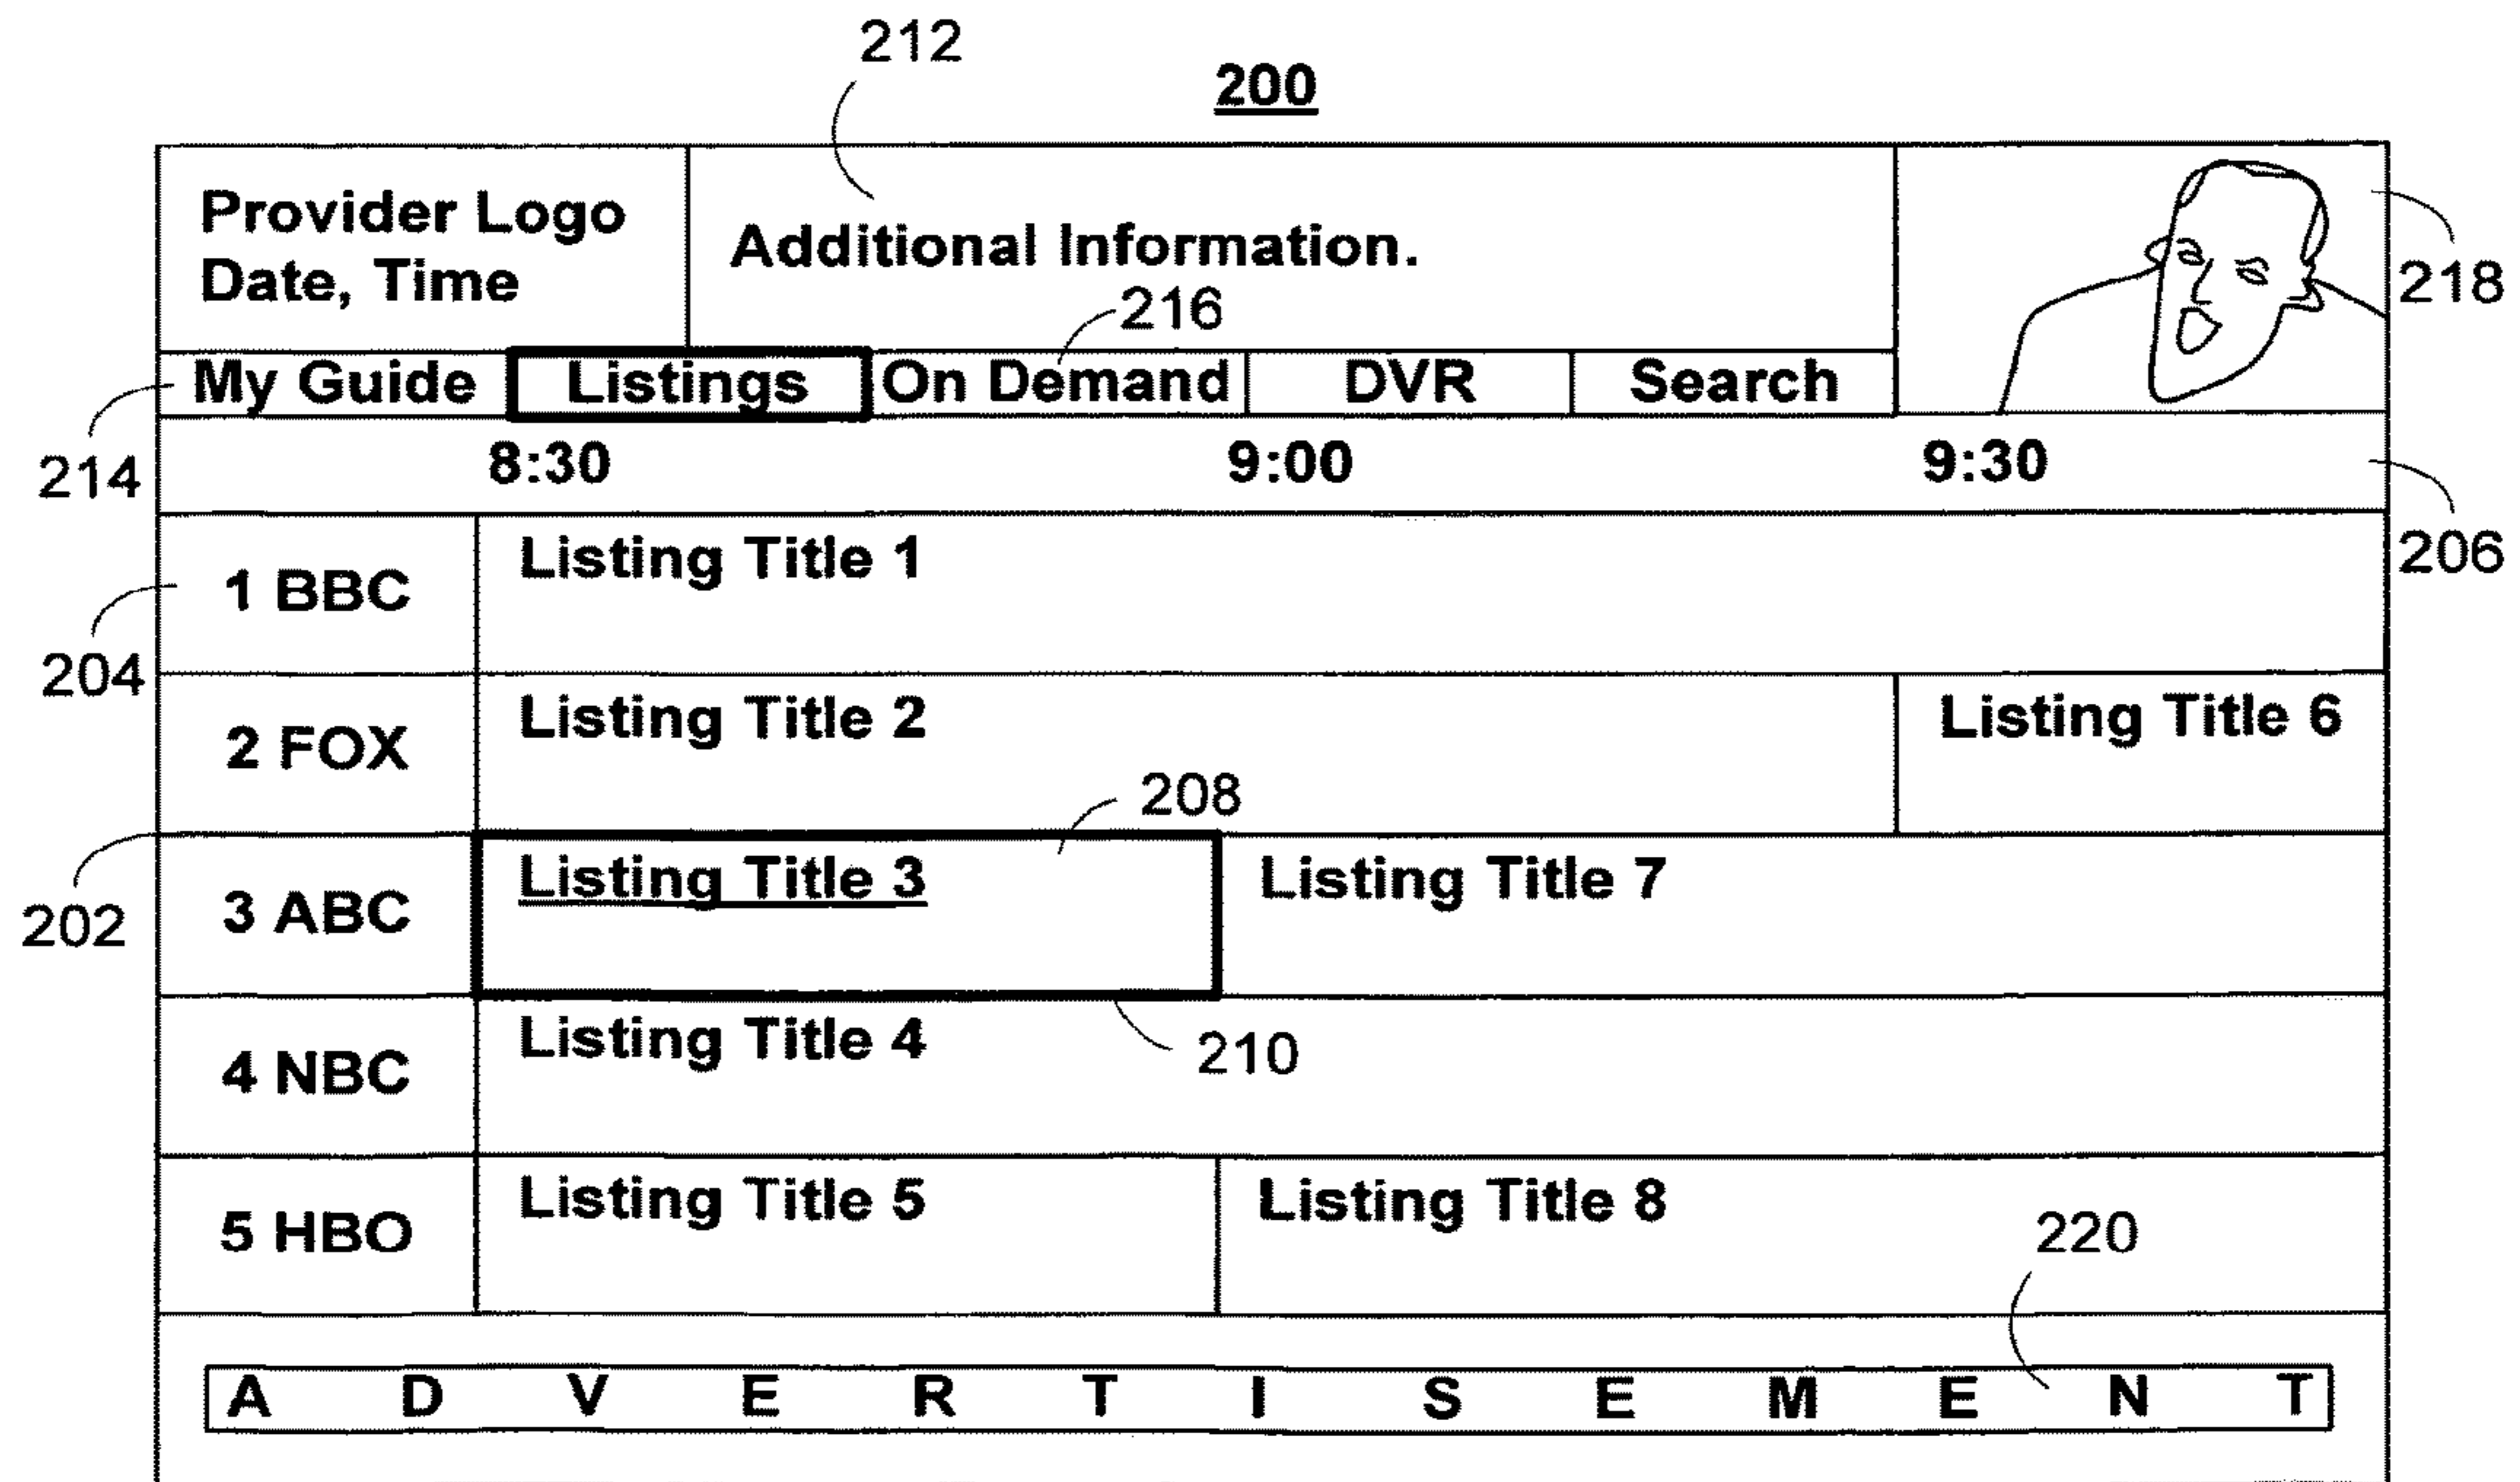 212
200
Provider Logo
Date, Time
Additional Information.
216
218
My Guide Listings On Demand DVR Search
214
8:30 9:00 9:30
206
1 BBC Listing Title 1
204
2 FOX Listing Title 2 Listing Title 6
208
202
3 ABC Listing Title 3 Listing Title 7
4 NBC Listing Title 4
210
5 HBO Listing Title 5 Listing Title 8
220
A D V E R T I S E M E N T